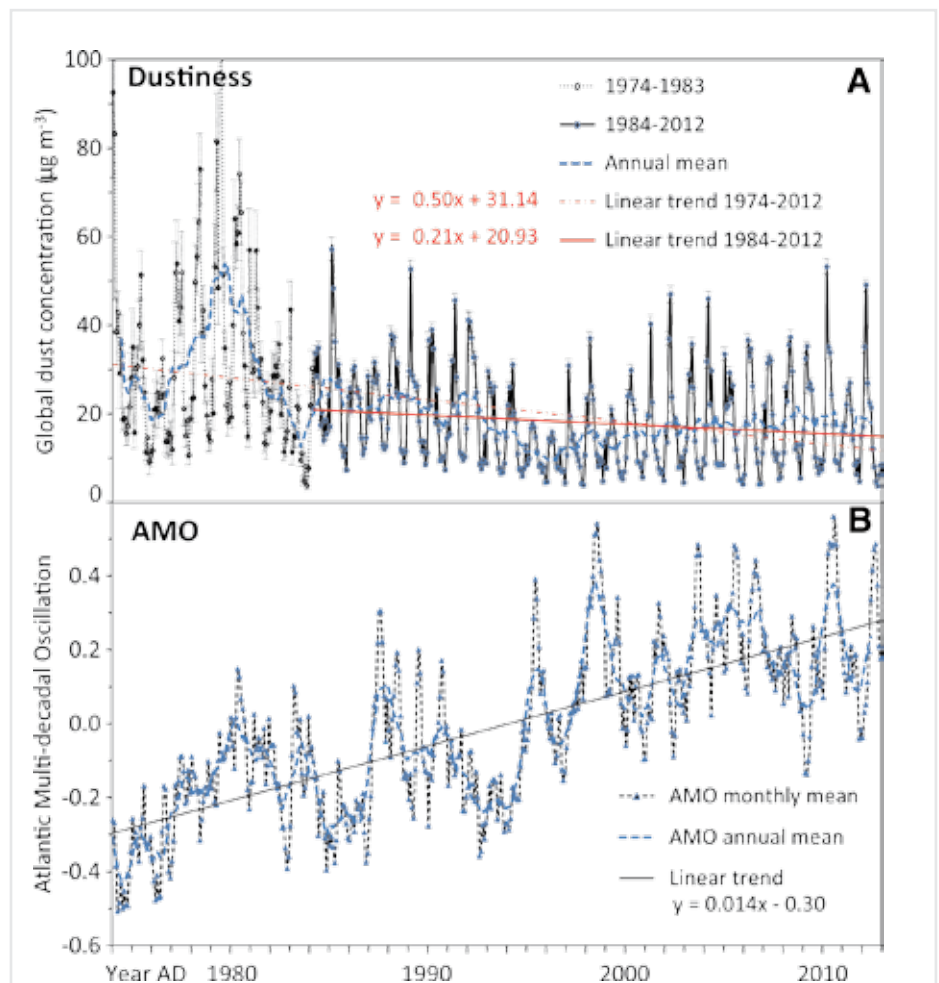 100
Dustiness
A
1974-1983
80
1984-2012
Annual mean
y = 0.50x + 31.14
Linear trend 1974-2012
60
y = 0.21x + 20.93
Linear trend 1984-2012
40
20
0
Global dust concentration (µg m⁻³)
AMO
B
0.4
0.2
0.0
-0.2
AMO monthly mean
AMO annual mean
-0.4
Linear trend
y = 0.014x - 0.30
-0.6
Atlantic Multi-decadal Oscillation
Year AD 1980 1990 2000 2010